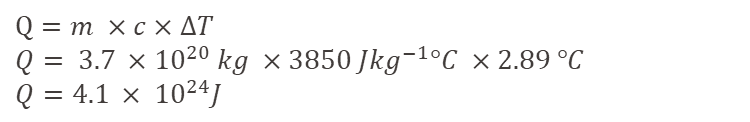 Q = m × c × ΔT
Q = 3.7 × 10²⁰ kg × 3850 Jkg⁻¹°C × 2.89 °C
Q = 4.1 × 10²⁴J